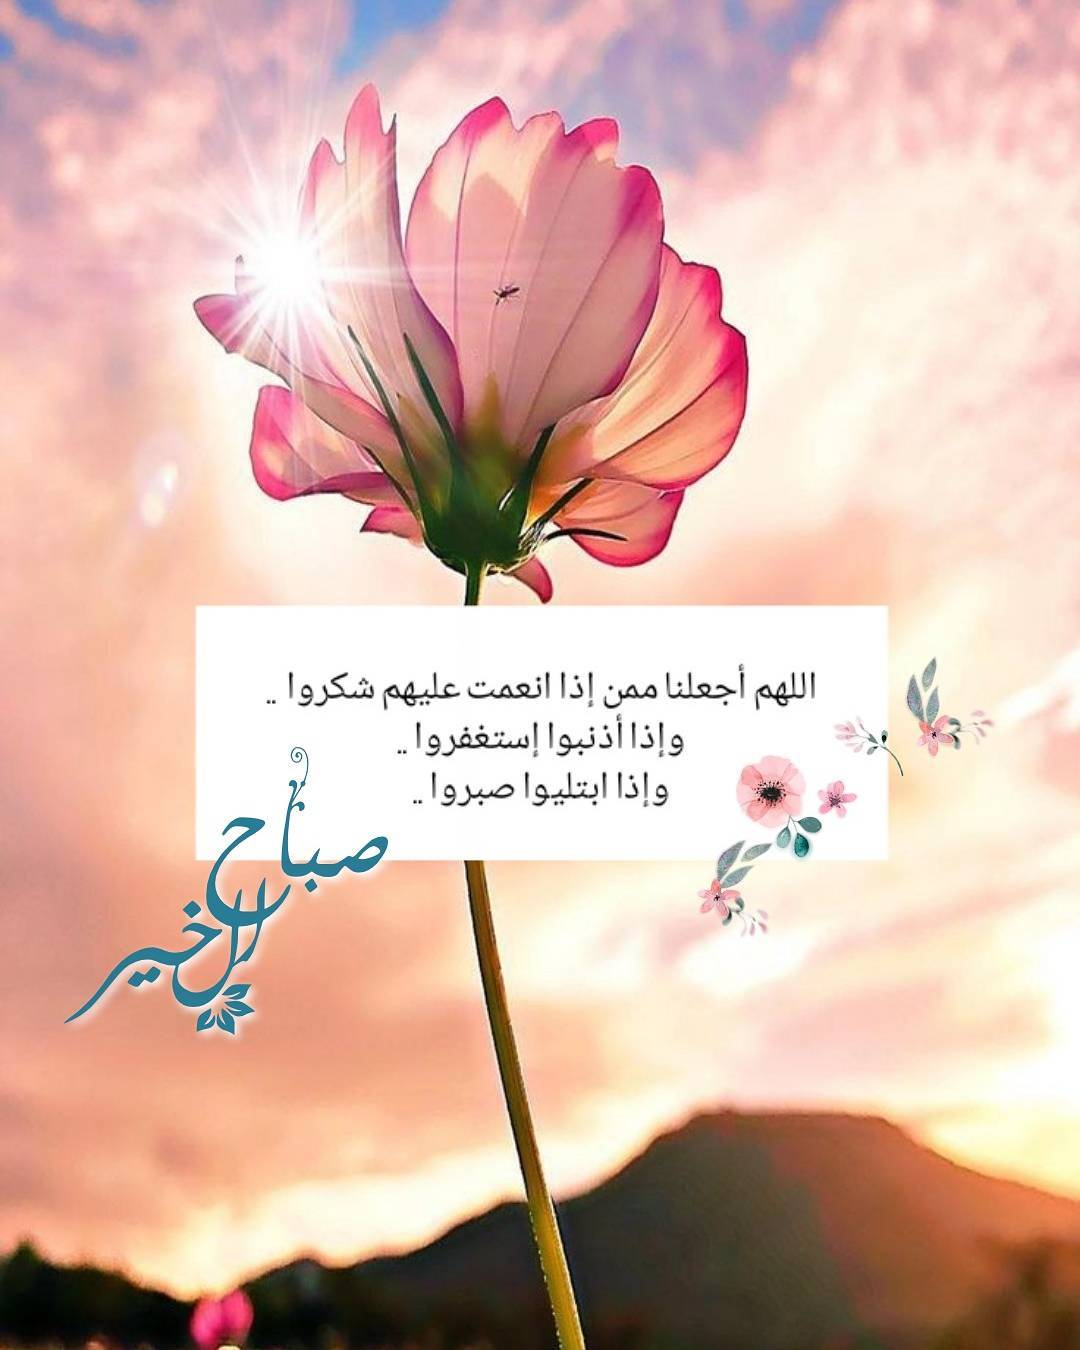 اللهم أجعلنا ممن إذا انعمت عليهم شكروا ..
وإذا أذنبوا إستغفروا ..
وإذا ابتليوا صبروا ..
صباح
الخير